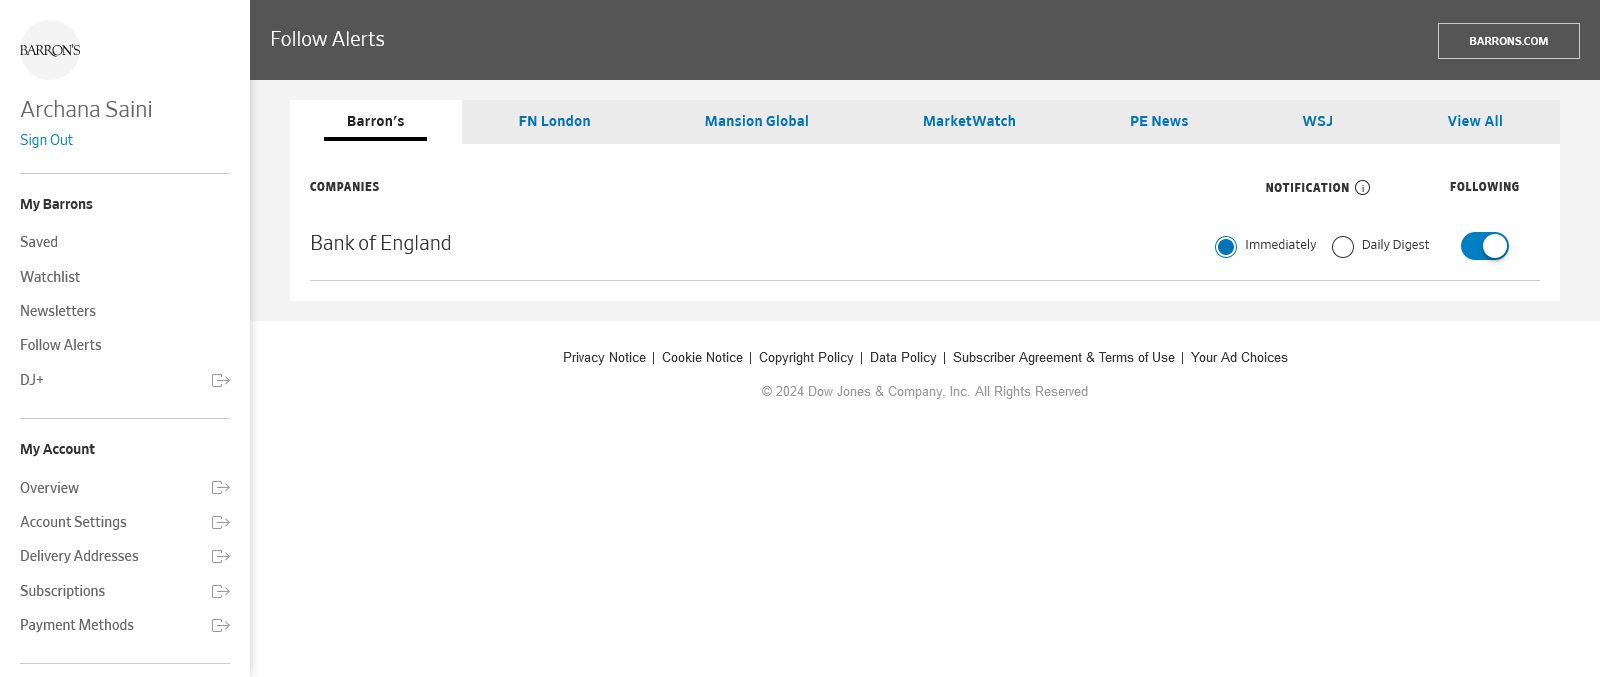 BARRON'S
Archana Saini
Sign Out
My Barrons
Saved
Watchlist
Newsletters
Follow Alerts
DJ+
My Account
Overview
Account Settings
Delivery Addresses
Subscriptions
Payment Methods
Follow Alerts
BARRONS.COM
Barron's FN London Mansion Global MarketWatch PE News WSJ View All
COMPANIES NOTIFICATION i FOLLOWING
Bank of England Immediately Daily Digest
Privacy Notice | Cookie Notice | Copyright Policy | Data Policy | Subscriber Agreement & Terms of Use | Your Ad Choices
© 2024 Dow Jones & Company, Inc. All Rights Reserved